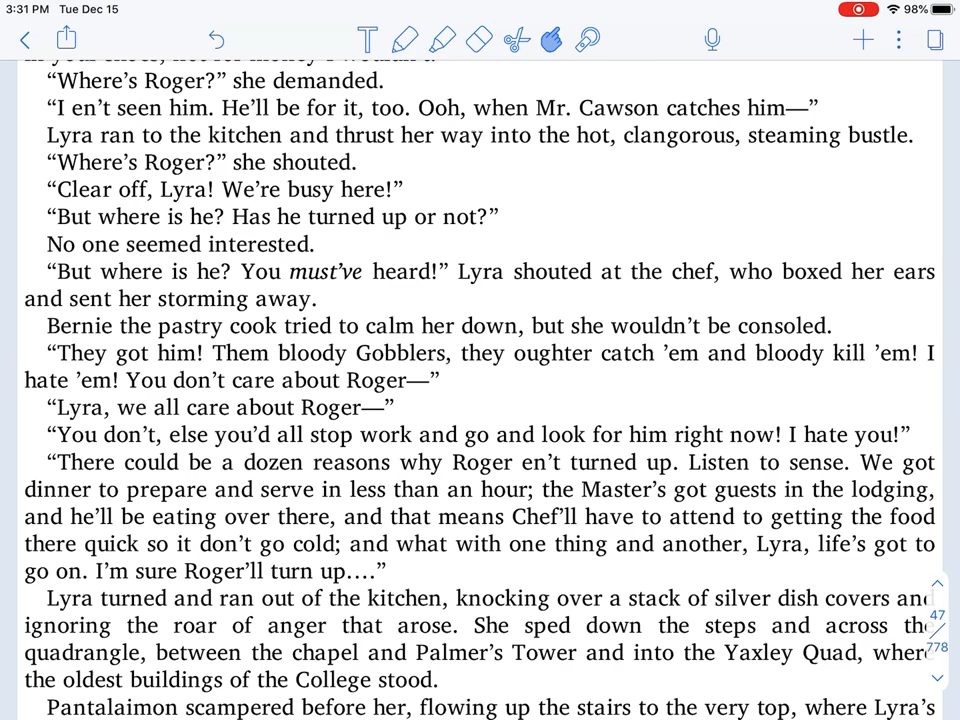 3:31 PM Tue Dec 15
98%
“Where’s Roger?” she demanded.
“I en’t seen him. He’ll be for it, too. Ooh, when Mr. Cawson catches him—”
Lyra ran to the kitchen and thrust her way into the hot, clangorous, steaming bustle.
“Where’s Roger?” she shouted.
“Clear off, Lyra! We’re busy here!”
“But where is he? Has he turned up or not?”
No one seemed interested.
“But where is he? You must’ve heard!” Lyra shouted at the chef, who boxed her ears
and sent her storming away.
Bernie the pastry cook tried to calm her down, but she wouldn’t be consoled.
“They got him! Them bloody Gobblers, they oughter catch ’em and bloody kill ’em! I
hate ’em! You don’t care about Roger—”
“Lyra, we all care about Roger—”
“You don’t, else you’d all stop work and go and look for him right now! I hate you!”
“There could be a dozen reasons why Roger en’t turned up. Listen to sense. We got
dinner to prepare and serve in less than an hour; the Master’s got guests in the lodging,
and he’ll be eating over there, and that means Chef’ll have to attend to getting the food
there quick so it don’t go cold; and what with one thing and another, Lyra, life’s got to
go on. I’m sure Roger’ll turn up.…”
Lyra turned and ran out of the kitchen, knocking over a stack of silver dish covers and
ignoring the roar of anger that arose. She sped down the steps and across the
quadrangle, between the chapel and Palmer’s Tower and into the Yaxley Quad, where
the oldest buildings of the College stood.
Pantalaimon scampered before her, flowing up the stairs to the very top, where Lyra’s
47
778